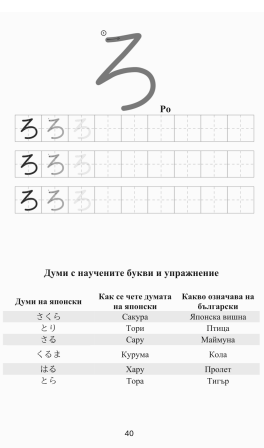 ろ
Ро
ろ ろ ろ
ろ ろ ろ
ろ ろ ろ
Думи с научените букви и упражнение
Думи на японски Как се чете думата на японски Какво означава на български
さくら Сакура Японска вишна
とり Тори Птица
さる Сару Маймуна
くるま Курума Кола
はる Хару Пролет
とら Тора Тигър
40